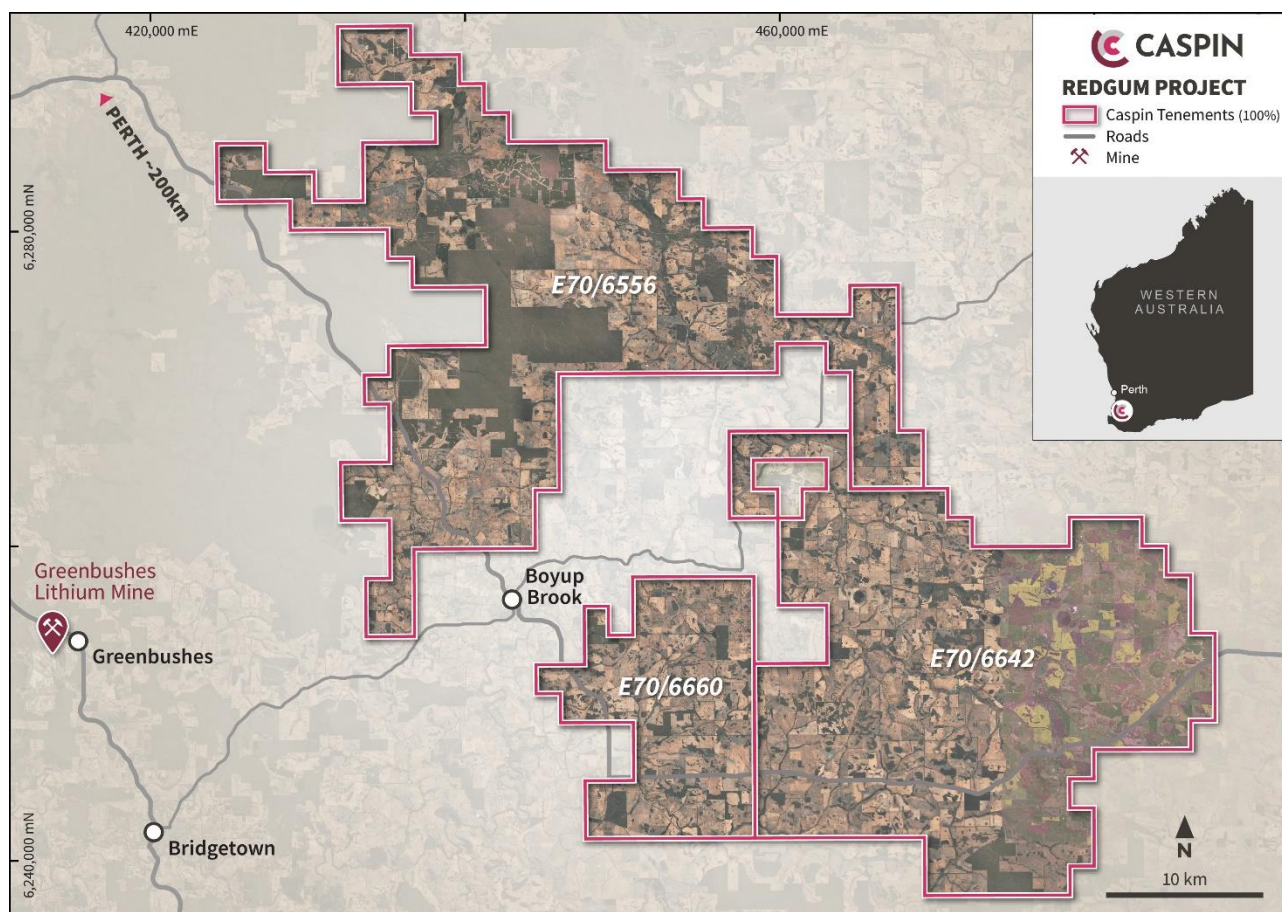 420,000 mE
460,000 mE
CASPIN
REDGUM PROJECT
Caspin Tenements (100%)
Roads
Mine
PERTH ~200km
6,280,000 mN
E70/6556
WESTERN
AUSTRALIA
Perth
Greenbushes
Lithium Mine
Greenbushes
Boyup
Brook
E70/6660
E70/6642
Bridgetown
6,240,000 mN
N
10 km